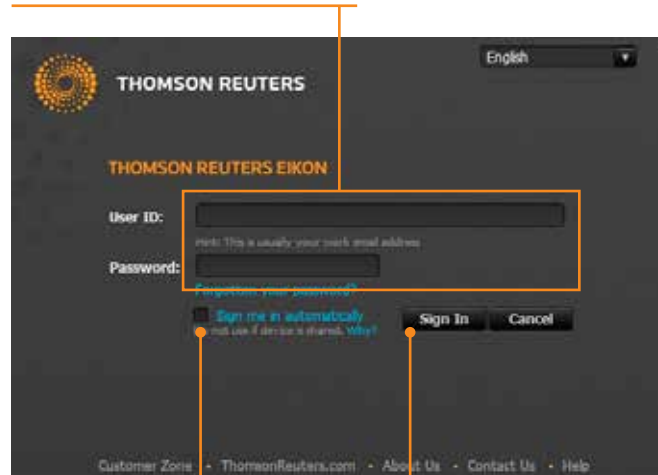 English
THOMSON REUTERS
THOMSON REUTERS EIKON
User ID:
Hint: This is usually your work email address
Password:
Forgotten your password?
Sign me in automatically
Do not use if device is shared. Why?
Sign In Cancel
Customer Zone • ThomsonReuters.com • About Us • Contact Us • Help